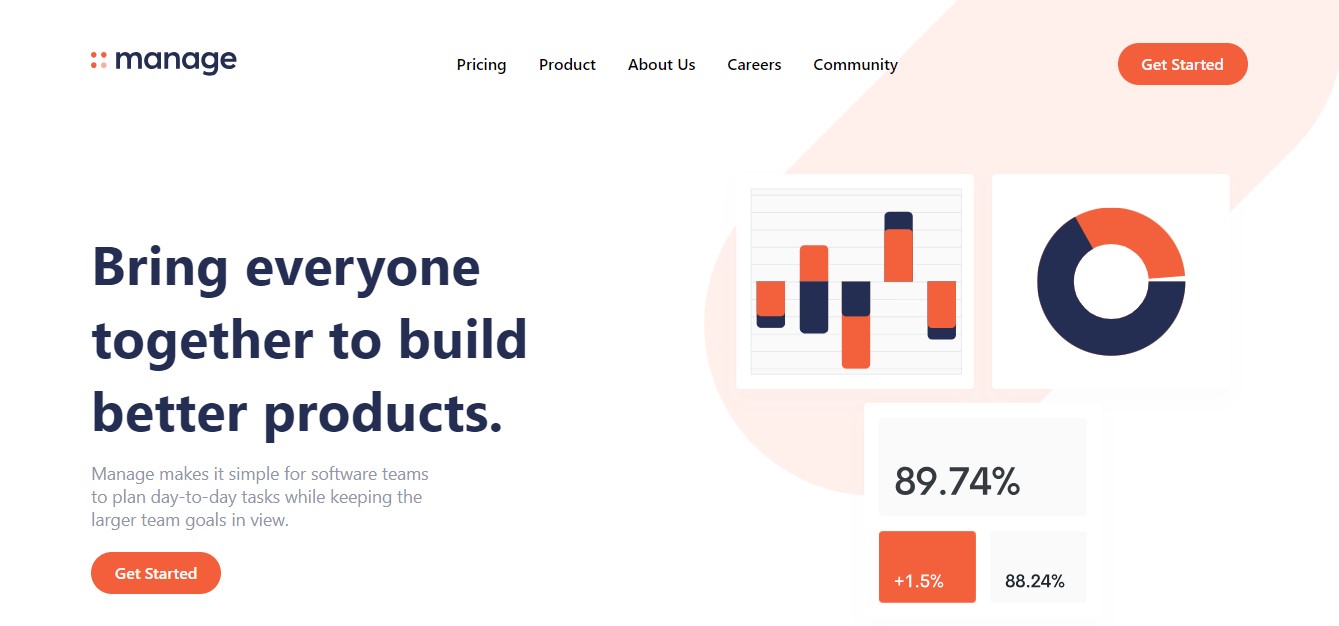 manage
Pricing
Product
About Us
Careers
Community
Get Started
Bring everyone
together to build
better products.
Manage makes it simple for software teams
to plan day-to-day tasks while keeping the
larger team goals in view.
Get Started
89.74%
+1.5%
88.24%